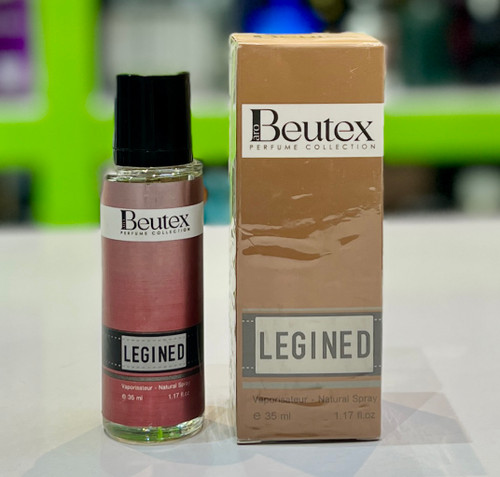 Beutex
PERFUME COLLECTION
LEGINED
Vaporisateur - Natural Spray
℮ 35 ml 1.17 fl.oz
aro
Beutex
PERFUME COLLECTION
LEGINED
Vaporisateur - Natural Spray
℮ 35 ml 1.17 fl.oz